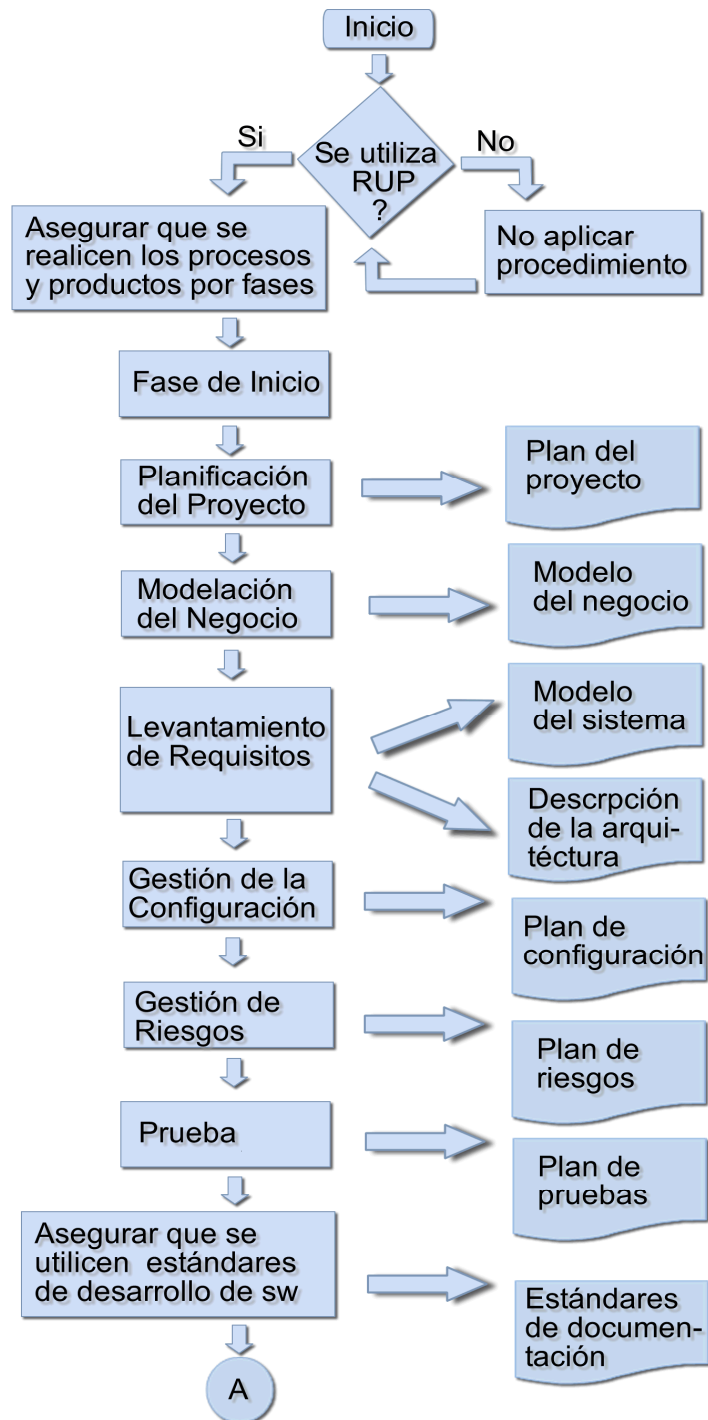 Inicio
Si
Se utiliza
RUP
?
No
Asegurar que se
realicen los procesos
y productos por fases
No aplicar
procedimiento
Fase de Inicio
Planificación
del Proyecto
Plan del
proyecto
Modelación
del Negocio
Modelo
del negocio
Levantamiento
de Requisitos
Modelo
del sistema
Descrpción
de la arqui-
téctura
Gestión de la
Configuración
Plan de
configuración
Gestión de
Riesgos
Plan de
riesgos
Prueba
Plan de
pruebas
Asegurar que se
utilicen estándares
de desarrollo de sw
Estándares
de documen-
tación
A